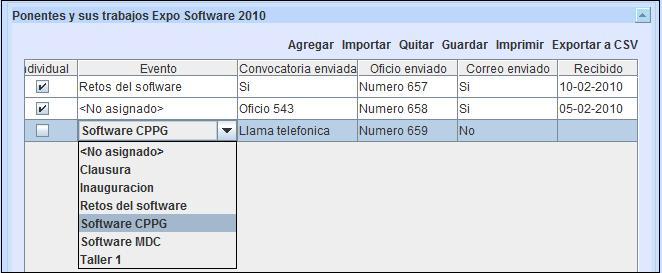 Ponentes y sus trabajos Expo Software 2010
Agregar Importar Quitar Guardar Imprimir Exportar a CSV
dividual Evento Convocatoria enviada Oficio enviado Correo enviado Recibido
Retos del software Si Numero 657 Si 10-02-2010
<No asignado> Oficio 543 Numero 658 Si 05-02-2010
Software CPPG Llama telefonica Numero 659 No
<No asignado>
Clausura
Inauguracion
Retos del software
Software CPPG
Software MDC
Taller 1